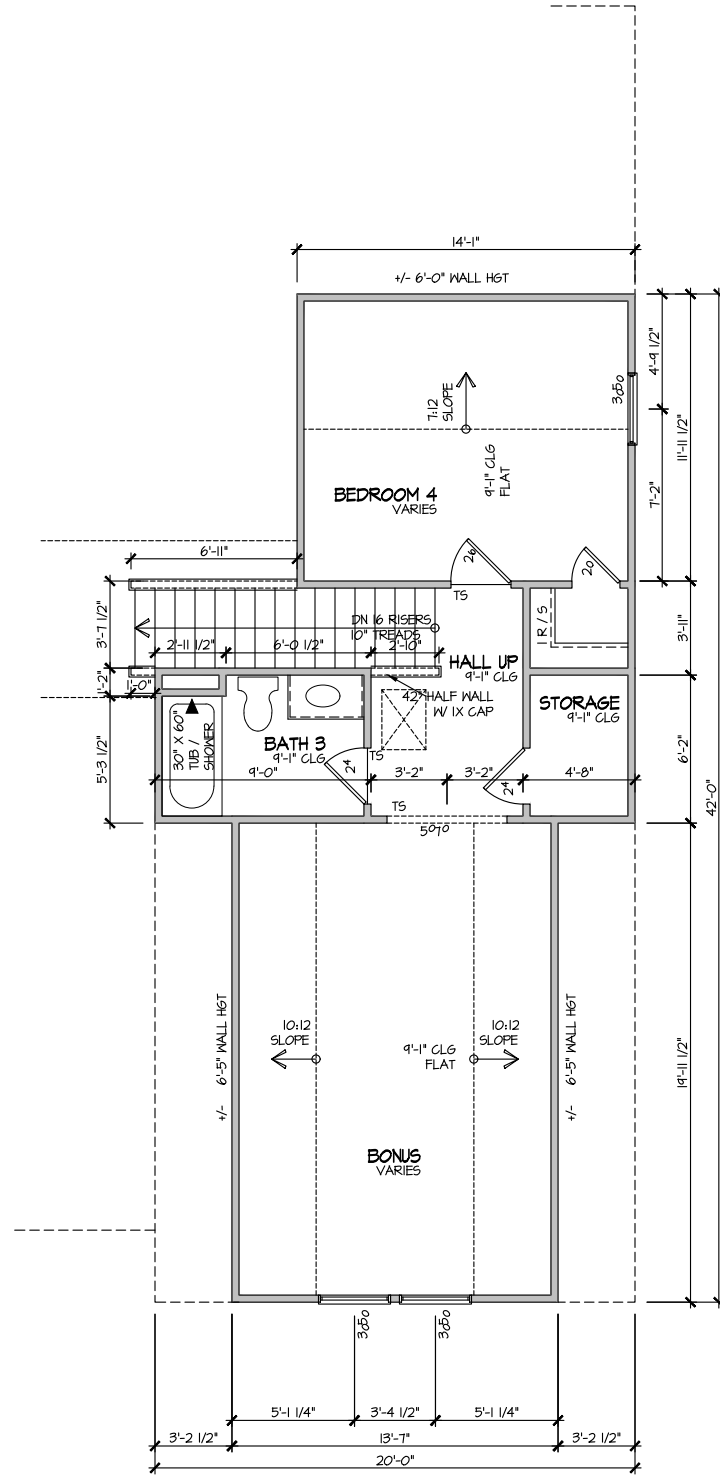 14'-1"
+/- 6'-0" WALL HGT
4'-9 1/2"
3050
7:12
SLOPE
11'-11 1/2"
9'-1" CLG
FLAT
7'-2"
BEDROOM 4
VARIES
6'-11"
26
20
TS
1 R / S
3'-7 1/2"
DN 16 RISERS
10" TREADS
2'-11 1/2"
6'-0 1/2"
2'-10"
3'-11"
HALL UP
9'-1" CLG
1'-2"
1'-0"
42" HALF WALL
W/ 1X CAP
STORAGE
9'-1" CLG
30" X 60"
TUB /
SHOWER
BATH 3
9'-1" CLG
TS
24
24
5'-3 1/2"
9'-0"
3'-2"
3'-2"
4'-8"
6'-2"
42'-0"
TS
5070
+/- 6'-5" WALL HGT
10:12
SLOPE
9'-1" CLG
FLAT
10:12
SLOPE
+/- 6'-5" WALL HGT
19'-11 1/2"
BONUS
VARIES
3050
3050
5'-1 1/4"
3'-4 1/2"
5'-1 1/4"
3'-2 1/2"
13'-7"
3'-2 1/2"
20'-0"